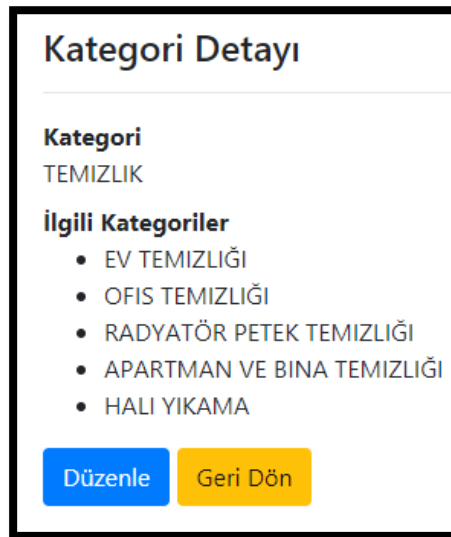 Kategori Detayı
Kategori
TEMIZLIK
İlgili Kategoriler
EV TEMIZLIĞI
OFIS TEMIZLIĞI
RADYATÖR PETEK TEMIZLIĞI
APARTMAN VE BINA TEMIZLIĞI
HALI YIKAMA
Düzenle Geri Dön